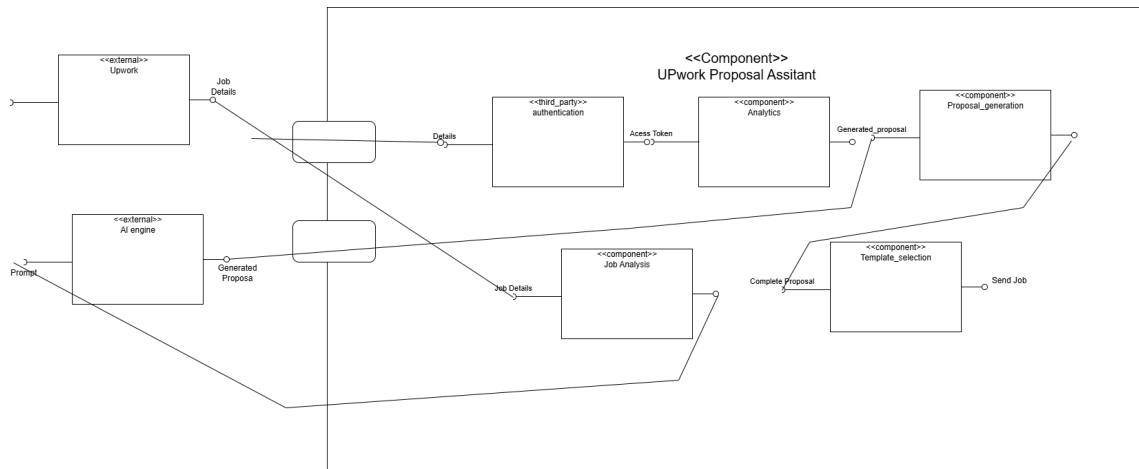 <<Component>>
UPwork Proposal Assitant
<<external>>
Upwork
Job
Details
<<third_party>>
authentication
Details
Acess Token
<<component>>
Analytics
Generated_proposal
<<component>>
Proposal_generation
<<external>>
AI engine
Prompt
Generated
Proposa
<<component>>
Job Analysis
Job Details
Complete Proposal
<<component>>
Template_selection
Send Job